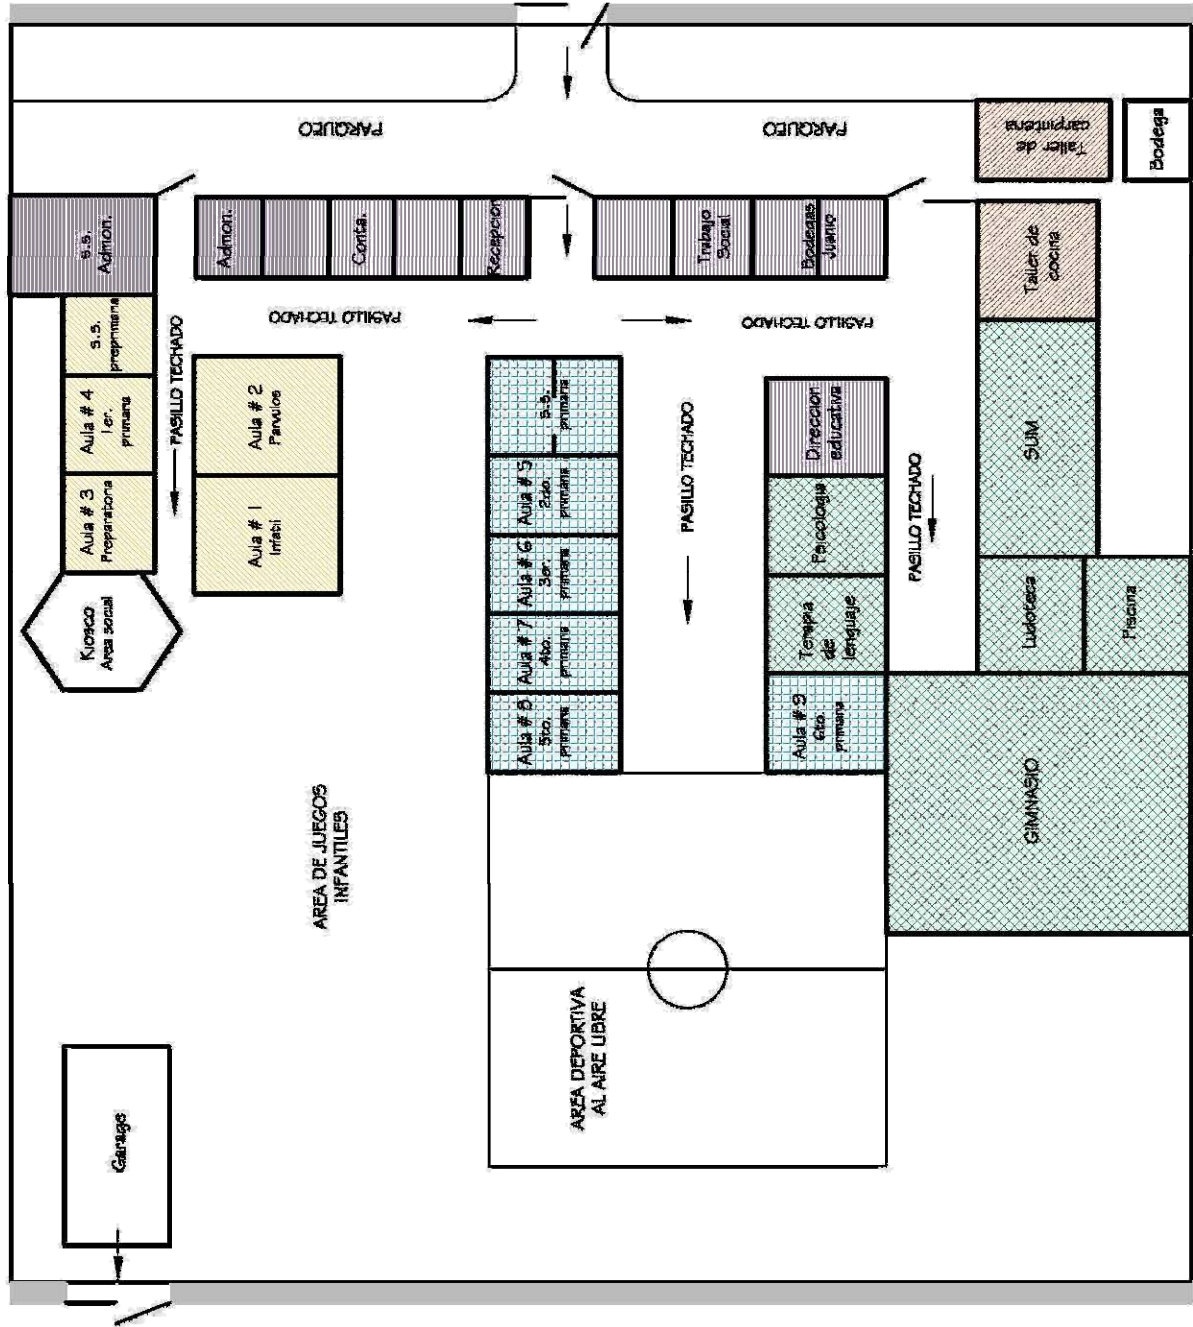 PARQUEO
PARQUEO
Taller de
carpinteria
Bodega
S.S.
Admon.
Admon.
Conta.
Recepcion
Trabajo
Social
Bodegas
Juanio
Taller de
cocina
S.S.
preprimaria
Aula # 4
1er.
primaria
Aula # 3
Preparatoria
PASILLO TECHADO
PASILLO TECHADO
PASILLO TECHADO
Aula # 2
Parvulos
Aula # 1
Infatil
Kiosco
Area social
S.S.
primaria
Aula # 5
2do.
primaria
Aula # 6
3er.
primaria
Aula # 7
4to.
primaria
Aula # 8
5to.
primaria
PASILLO TECHADO
Direccion
educativa
Psicologia
Terapia
de
lenguaje
Aula # 9
6to.
primaria
PASILLO TECHADO
SUM
Ludoteca
Piscina
GIMNASIO
AREA DE JUEGOS
INFANTILES
AREA DEPORTIVA
AL AIRE LIBRE
Garage